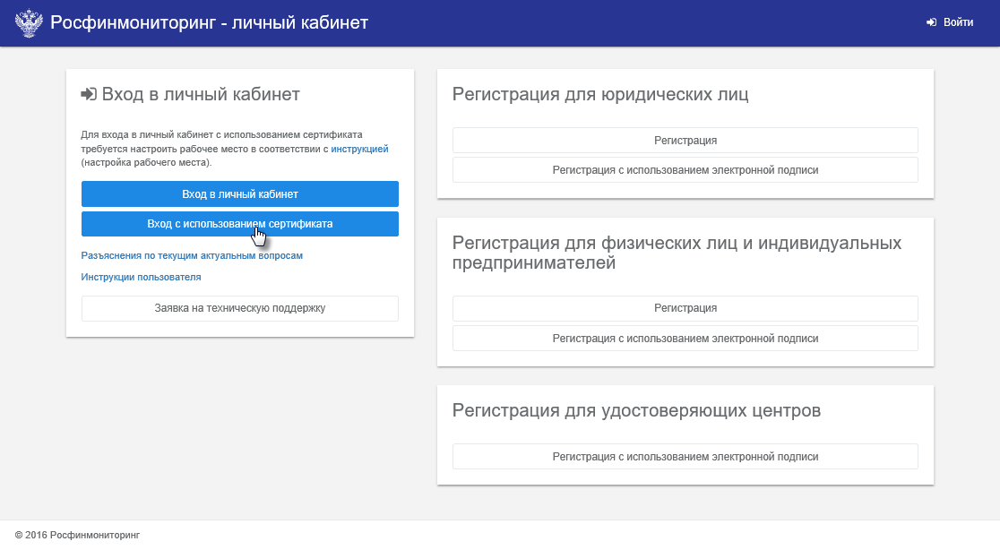 Росфинмониторинг - личный кабинет
Войти
Вход в личный кабинет
Для входа в личный кабинет с использованием сертификата
требуется настроить рабочее место в соответствии с инструкцией
(настройка рабочего места).
Вход в личный кабинет
Вход с использованием сертификата
Разъяснения по текущим актуальным вопросам
Инструкции пользователя
Заявка на техническую поддержку
Регистрация для юридических лиц
Регистрация
Регистрация с использованием электронной подписи
Регистрация для физических лиц и индивидуальных
предпринимателей
Регистрация
Регистрация с использованием электронной подписи
Регистрация для удостоверяющих центров
Регистрация с использованием электронной подписи
© 2016 Росфинмониторинг